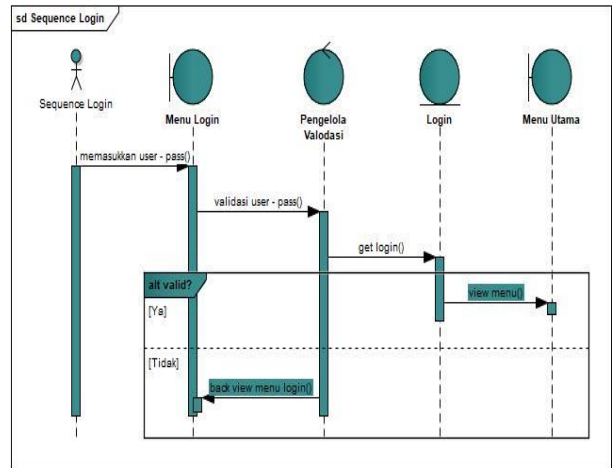 sd Sequence Login
Sequence Login
Menu Login
Pengelola
Valodasi
Login
Menu Utama
memasukkan user - pass()
validasi user - pass()
get login()
alt valid?
view menu()
[Ya]
[Tidak]
back view menu login()